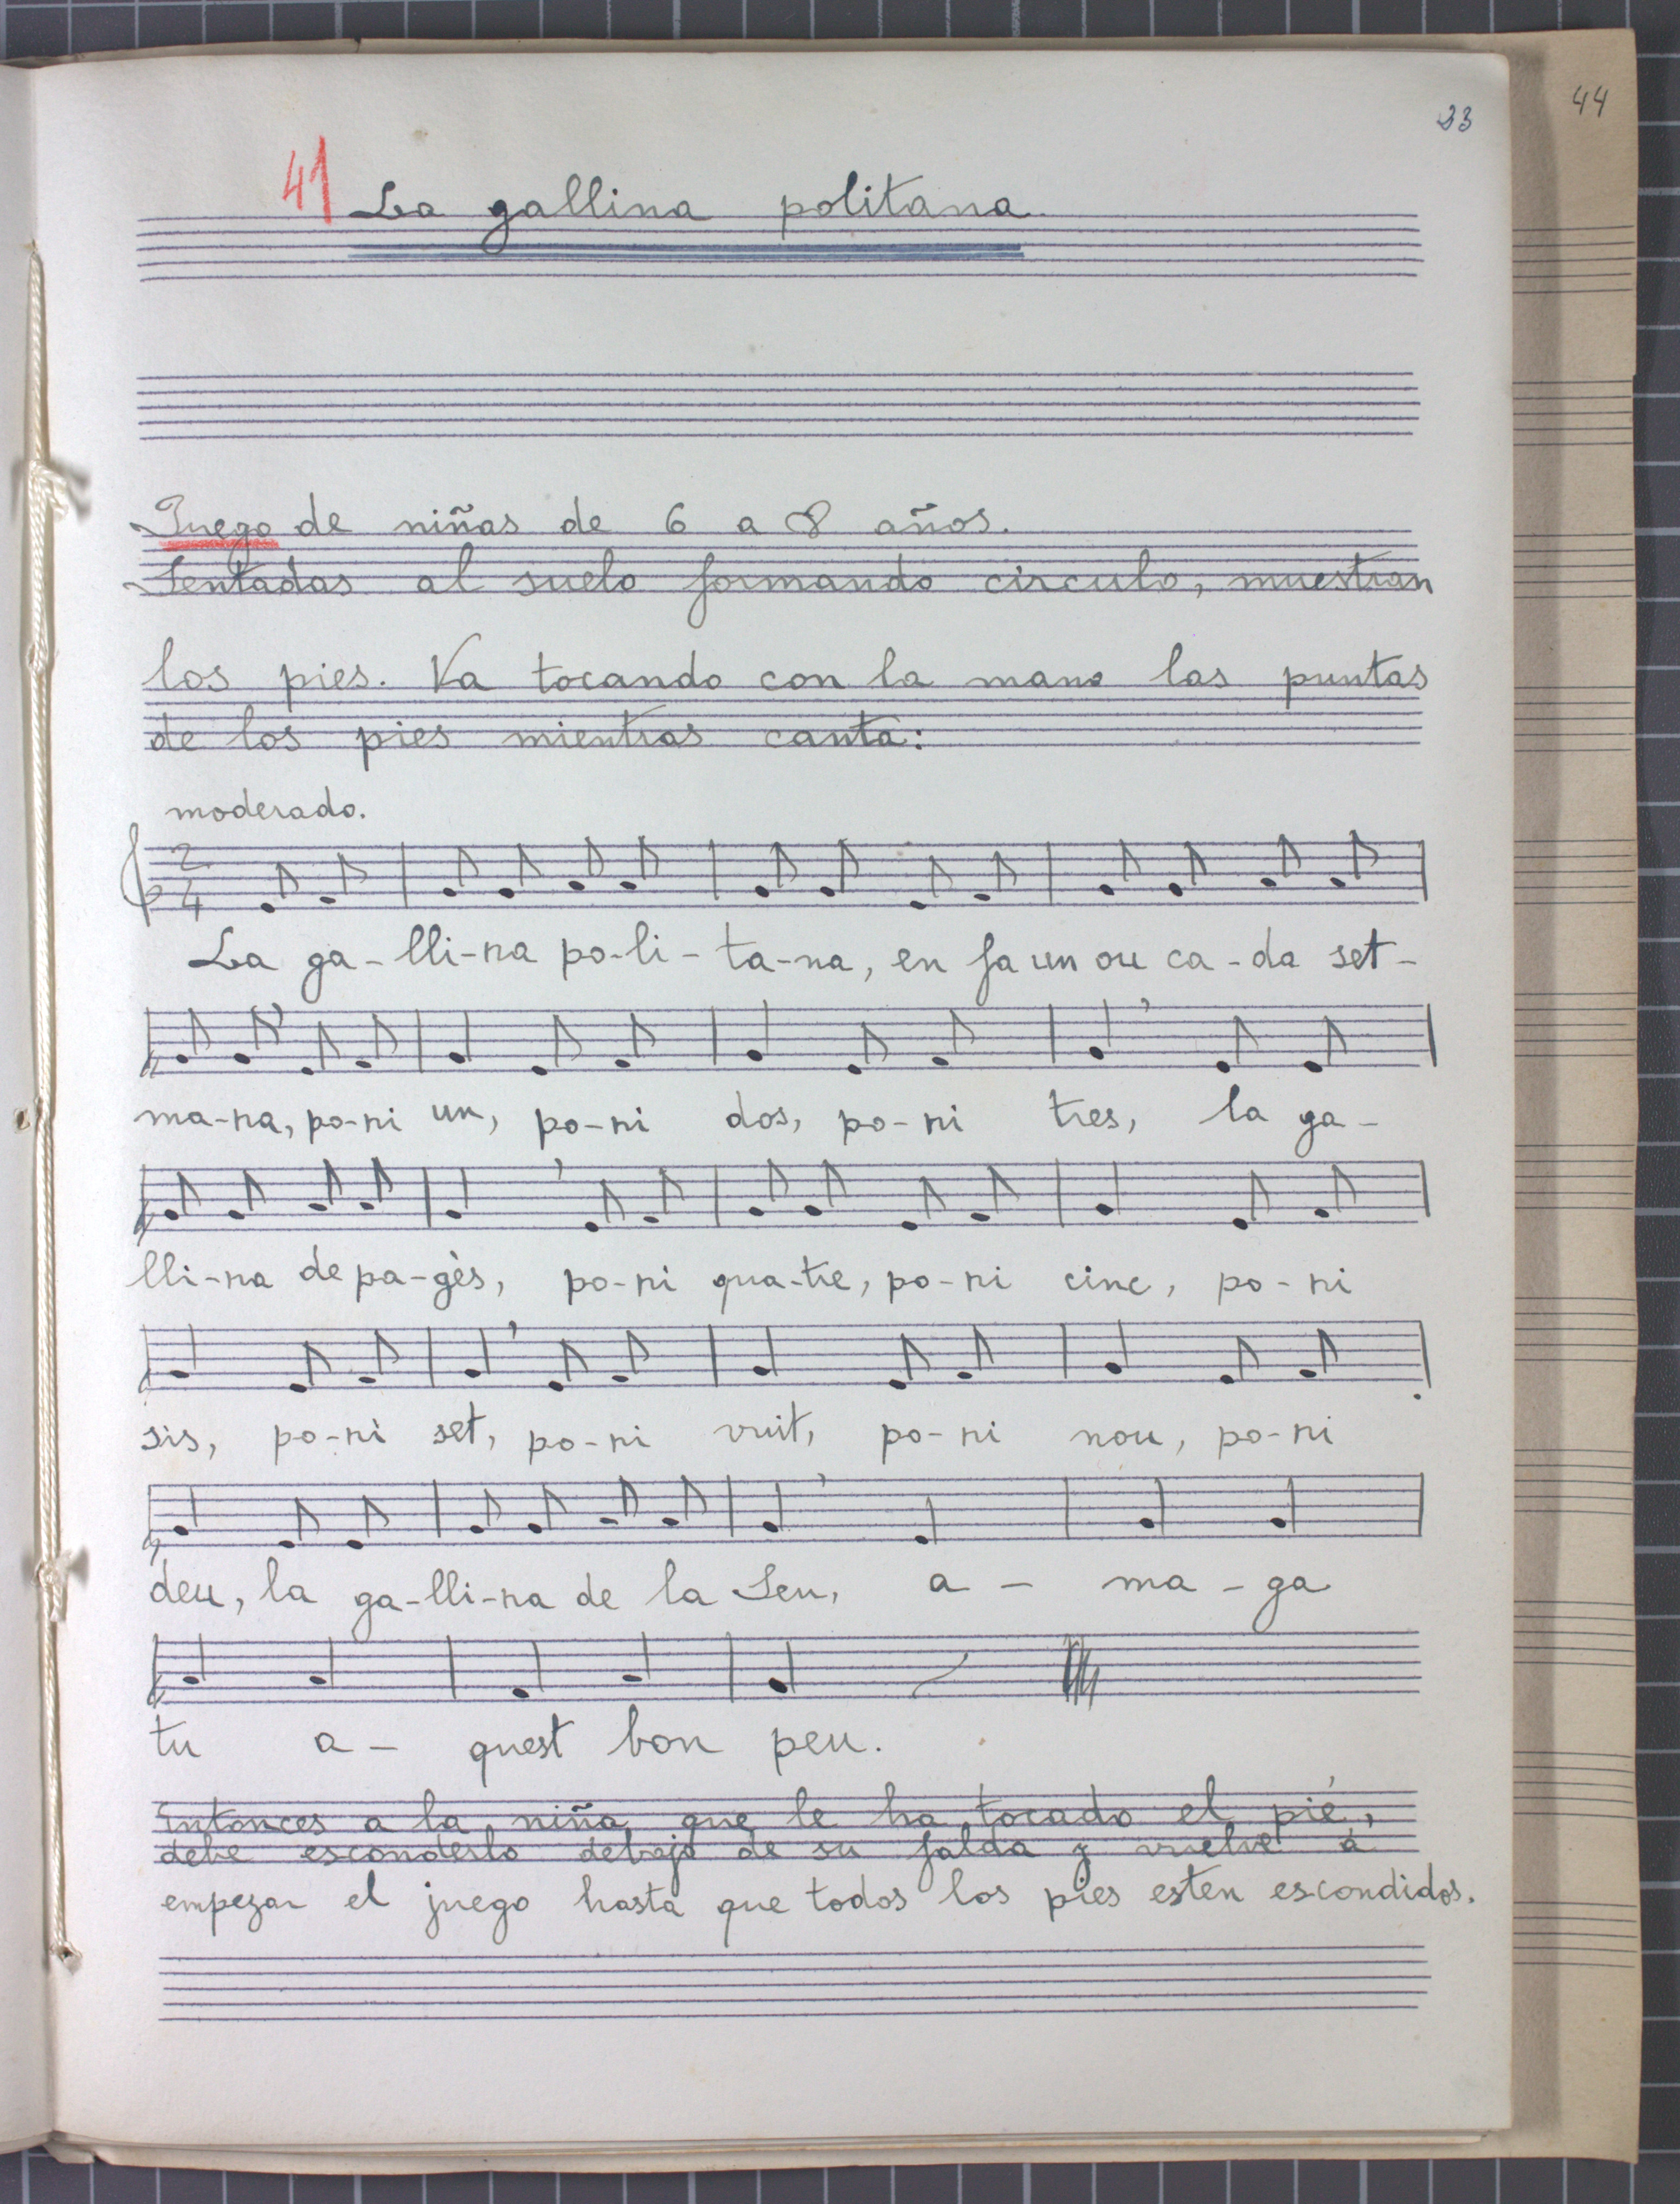 33
44
41 La gallina politana.
Juego de niñas de 6 a 8 años.
Sentadas al suelo formando circulo, muestran
los pies. Va tocando con la mano las puntas
de los pies mientras canta:
moderado.
2
4
La ga-lli-na po-li-ta-na, en fa un ou ca-da set-
ma-na, po-ni un, po-ni dos, po-ni tres, la ga-
lli-na de pa-gès, po-ni qua-tre, po-ni cinc, po-ni
sis, po-ni set, po-ni vuit, po-ni nou, po-ni
deu, la ga-lli-na de la Seu, a - ma-ga
tu a- quest bon peu.
Entonces a la niña que le ha tocado el pié,
debe esconderlo debajo de su falda y vuelve á
empezar el juego hasta que todos los pies esten escondidos.